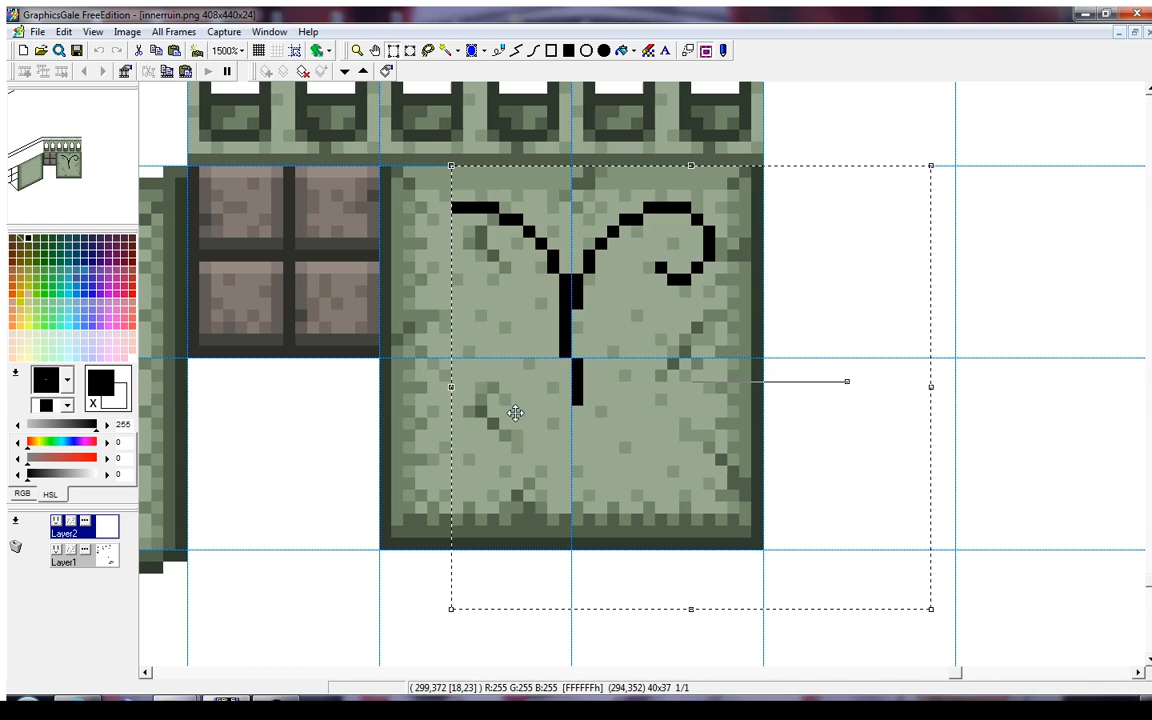 GraphicsGale FreeEdition - [innerruin.png 408x440x24]
File Edit View Image All Frames Capture Window Help
1500%
A
X
255
0
0
0
RGB HSL
Layer2
Layer1
( 299,372 [18,23] ) R:255 G:255 B:255 [FFFFFFh] (294,352) 40x37 1/1